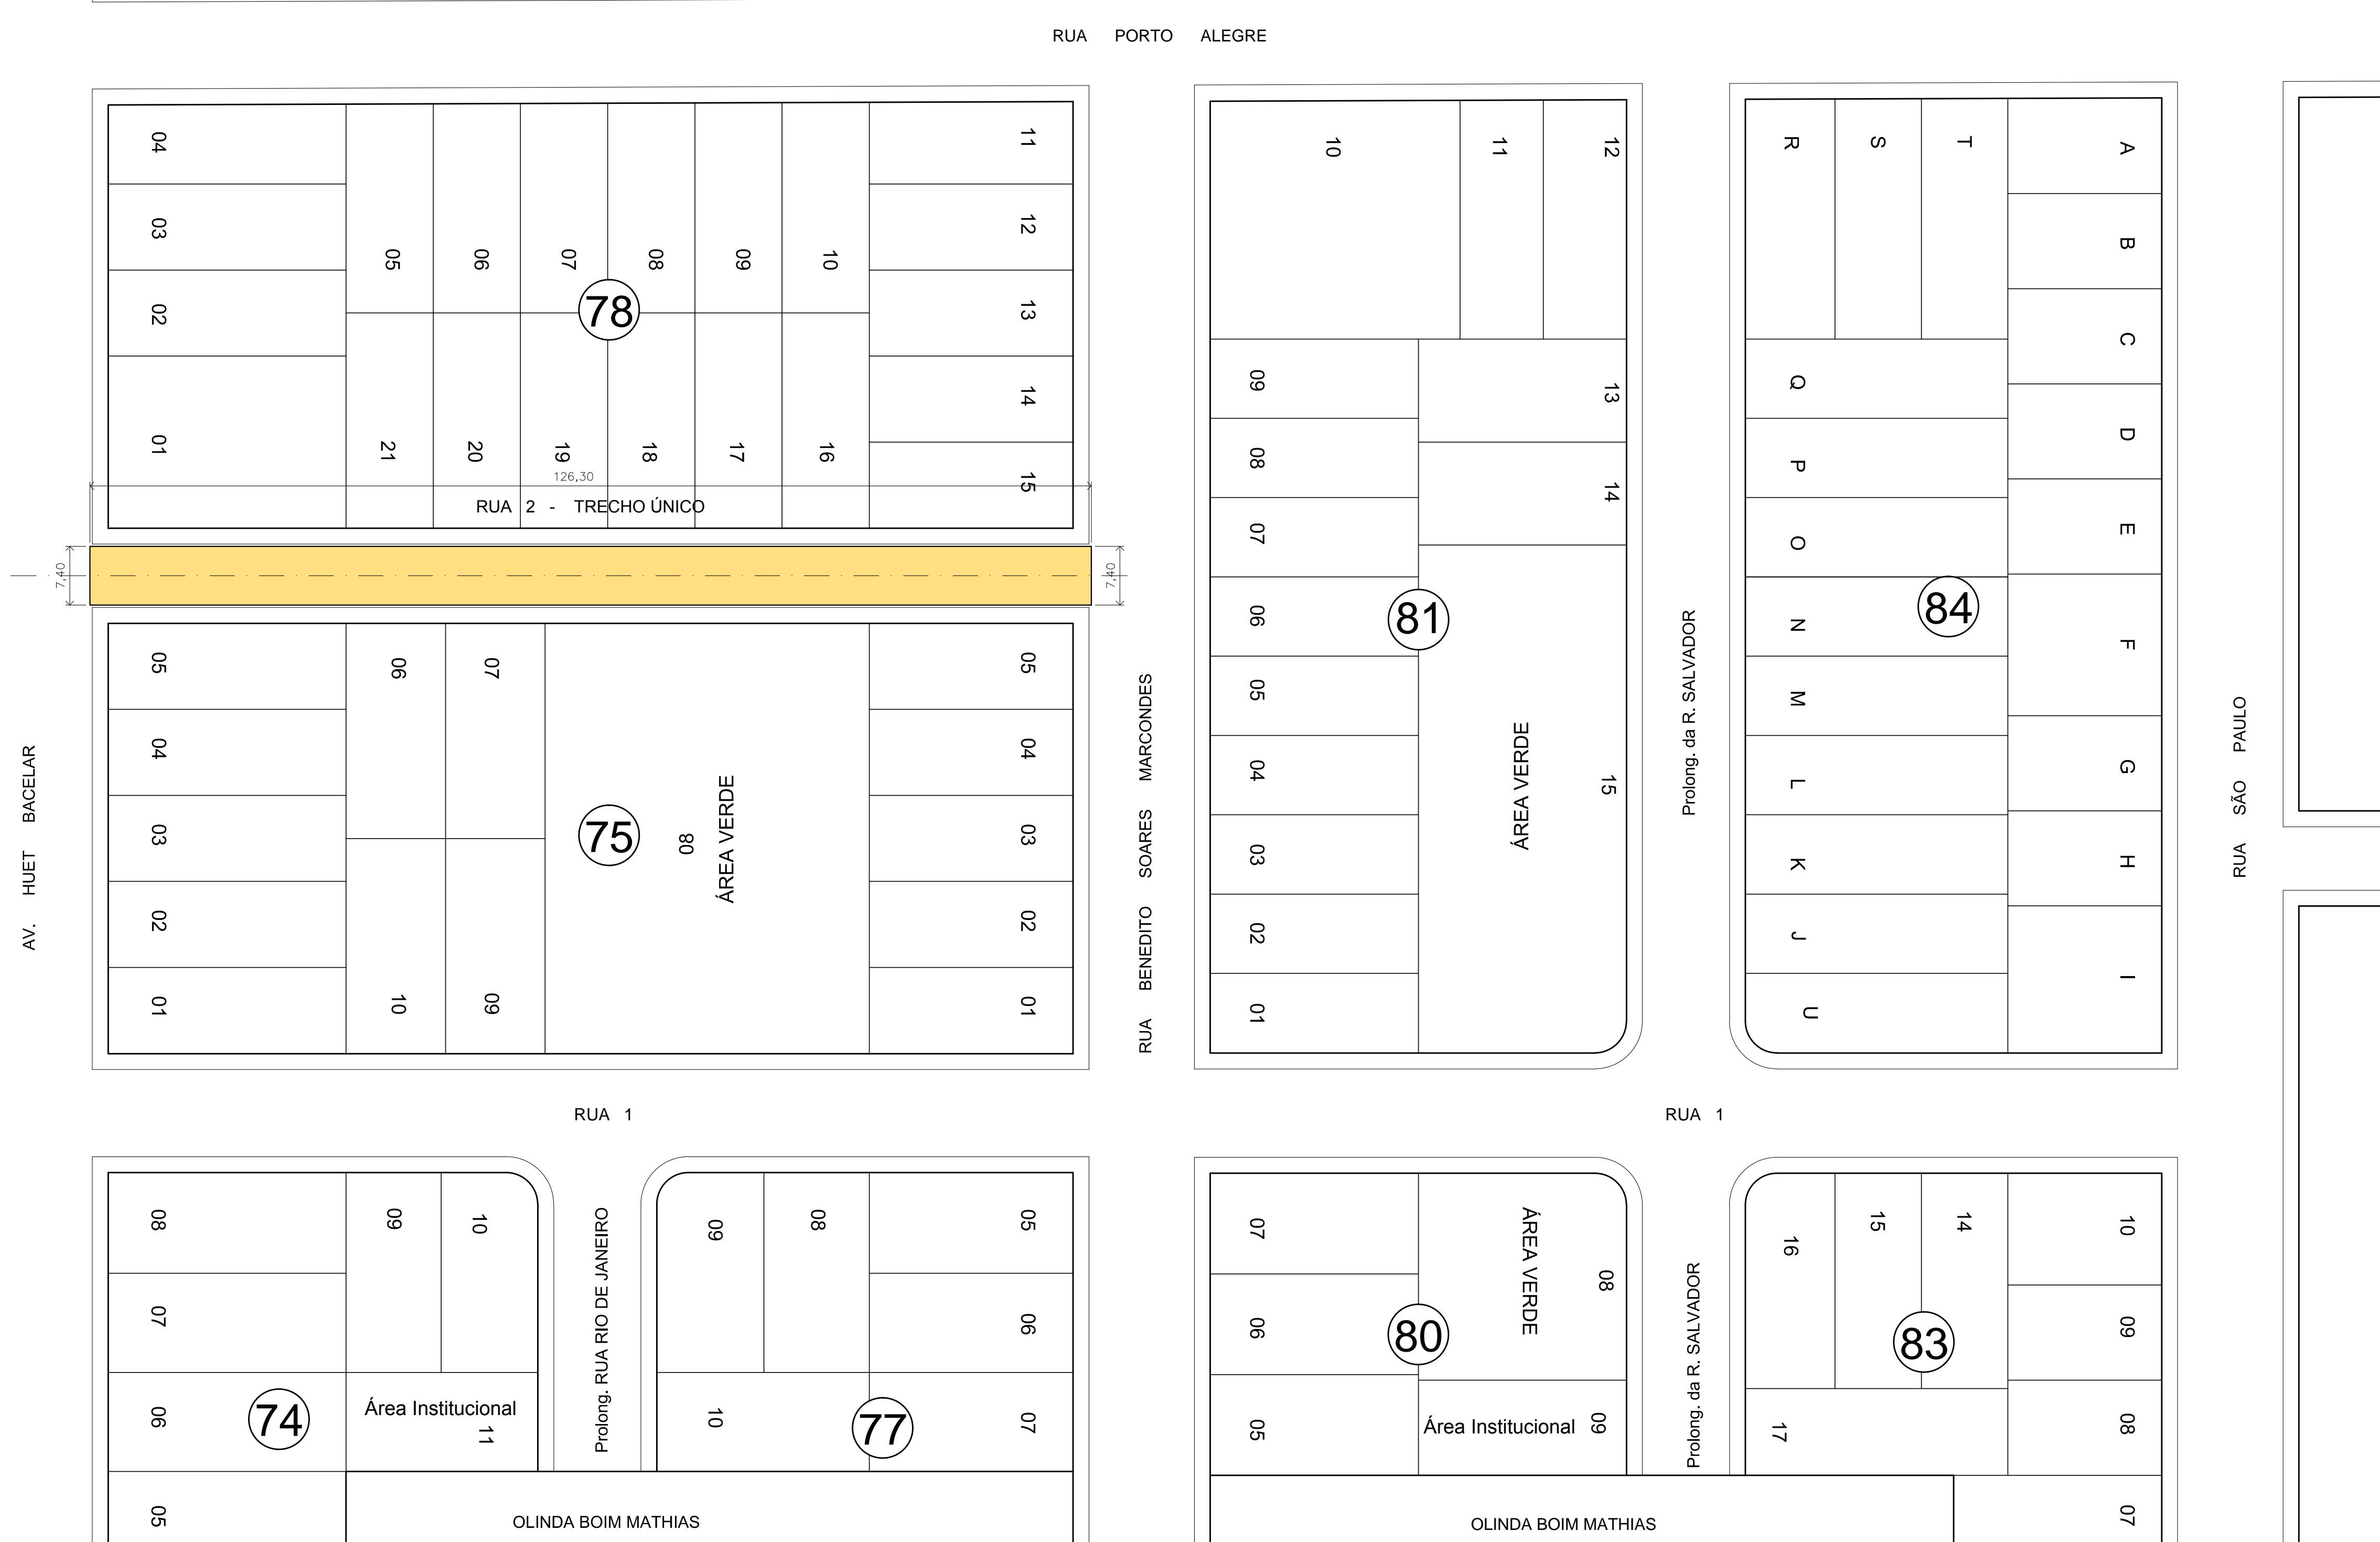 RUA PORTO ALEGRE
04
03
02
01
05
06
07
08
09
10
11
12
13
14
15
78
21
20
19
18
17
16
126,30
RUA 2 - TRECHO ÚNICO
7,40
7,40
AV. HUET BACELAR
05
04
03
02
01
06
07
10
09
75
08
ÁREA VERDE
05
04
03
02
01
RUA BENEDITO SOARES MARCONDES
10
11
12
09
08
07
06
05
04
03
02
01
13
14
81
ÁREA VERDE
15
Prolong. da R. SALVADOR
R
S
T
Q
P
O
N
M
L
K
J
U
84
A
B
C
D
E
F
G
H
I
RUA SÃO PAULO
RUA 1
RUA 1
08
07
06
05
09
10
74
Área Institucional
11
Prolong. RUA RIO DE JANEIRO
09
08
10
77
05
06
07
OLINDA BOIM MATHIAS
07
06
05
80
ÁREA VERDE
08
Área Institucional
09
Prolong. da R. SALVADOR
16
15
14
17
83
10
09
08
07
OLINDA BOIM MATHIAS